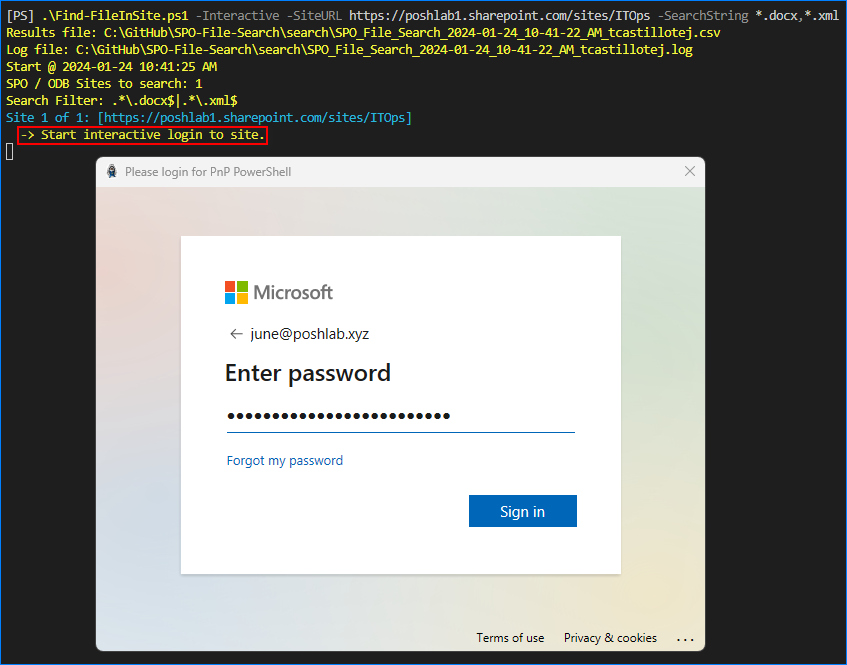 [PS] .\Find-FileInSite.ps1 -Interactive -SiteURL https://poshlab1.sharepoint.com/sites/ITOps -SearchString *.docx,*.xml
Results file: C:\GitHub\SPO-File-Search\search\SPO_File_Search_2024-01-24_10-41-22_AM_tcastillotej.csv
Log file: C:\GitHub\SPO-File-Search\search\SPO_File_Search_2024-01-24_10-41-22_AM_tcastillotej.log
Start @ 2024-01-24 10:41:25 AM
SPO / ODB Sites to search: 1
Search Filter: .*\.docx$|.*\.xml$
Site 1 of 1: [https://poshlab1.sharepoint.com/sites/ITOps]
-> Start interactive login to site.
Please login for PnP PowerShell
Microsoft
← june@poshlab.xyz
Enter password
•••••••••••••••••••••••••
Forgot my password
Sign in
Terms of use Privacy & cookies ...